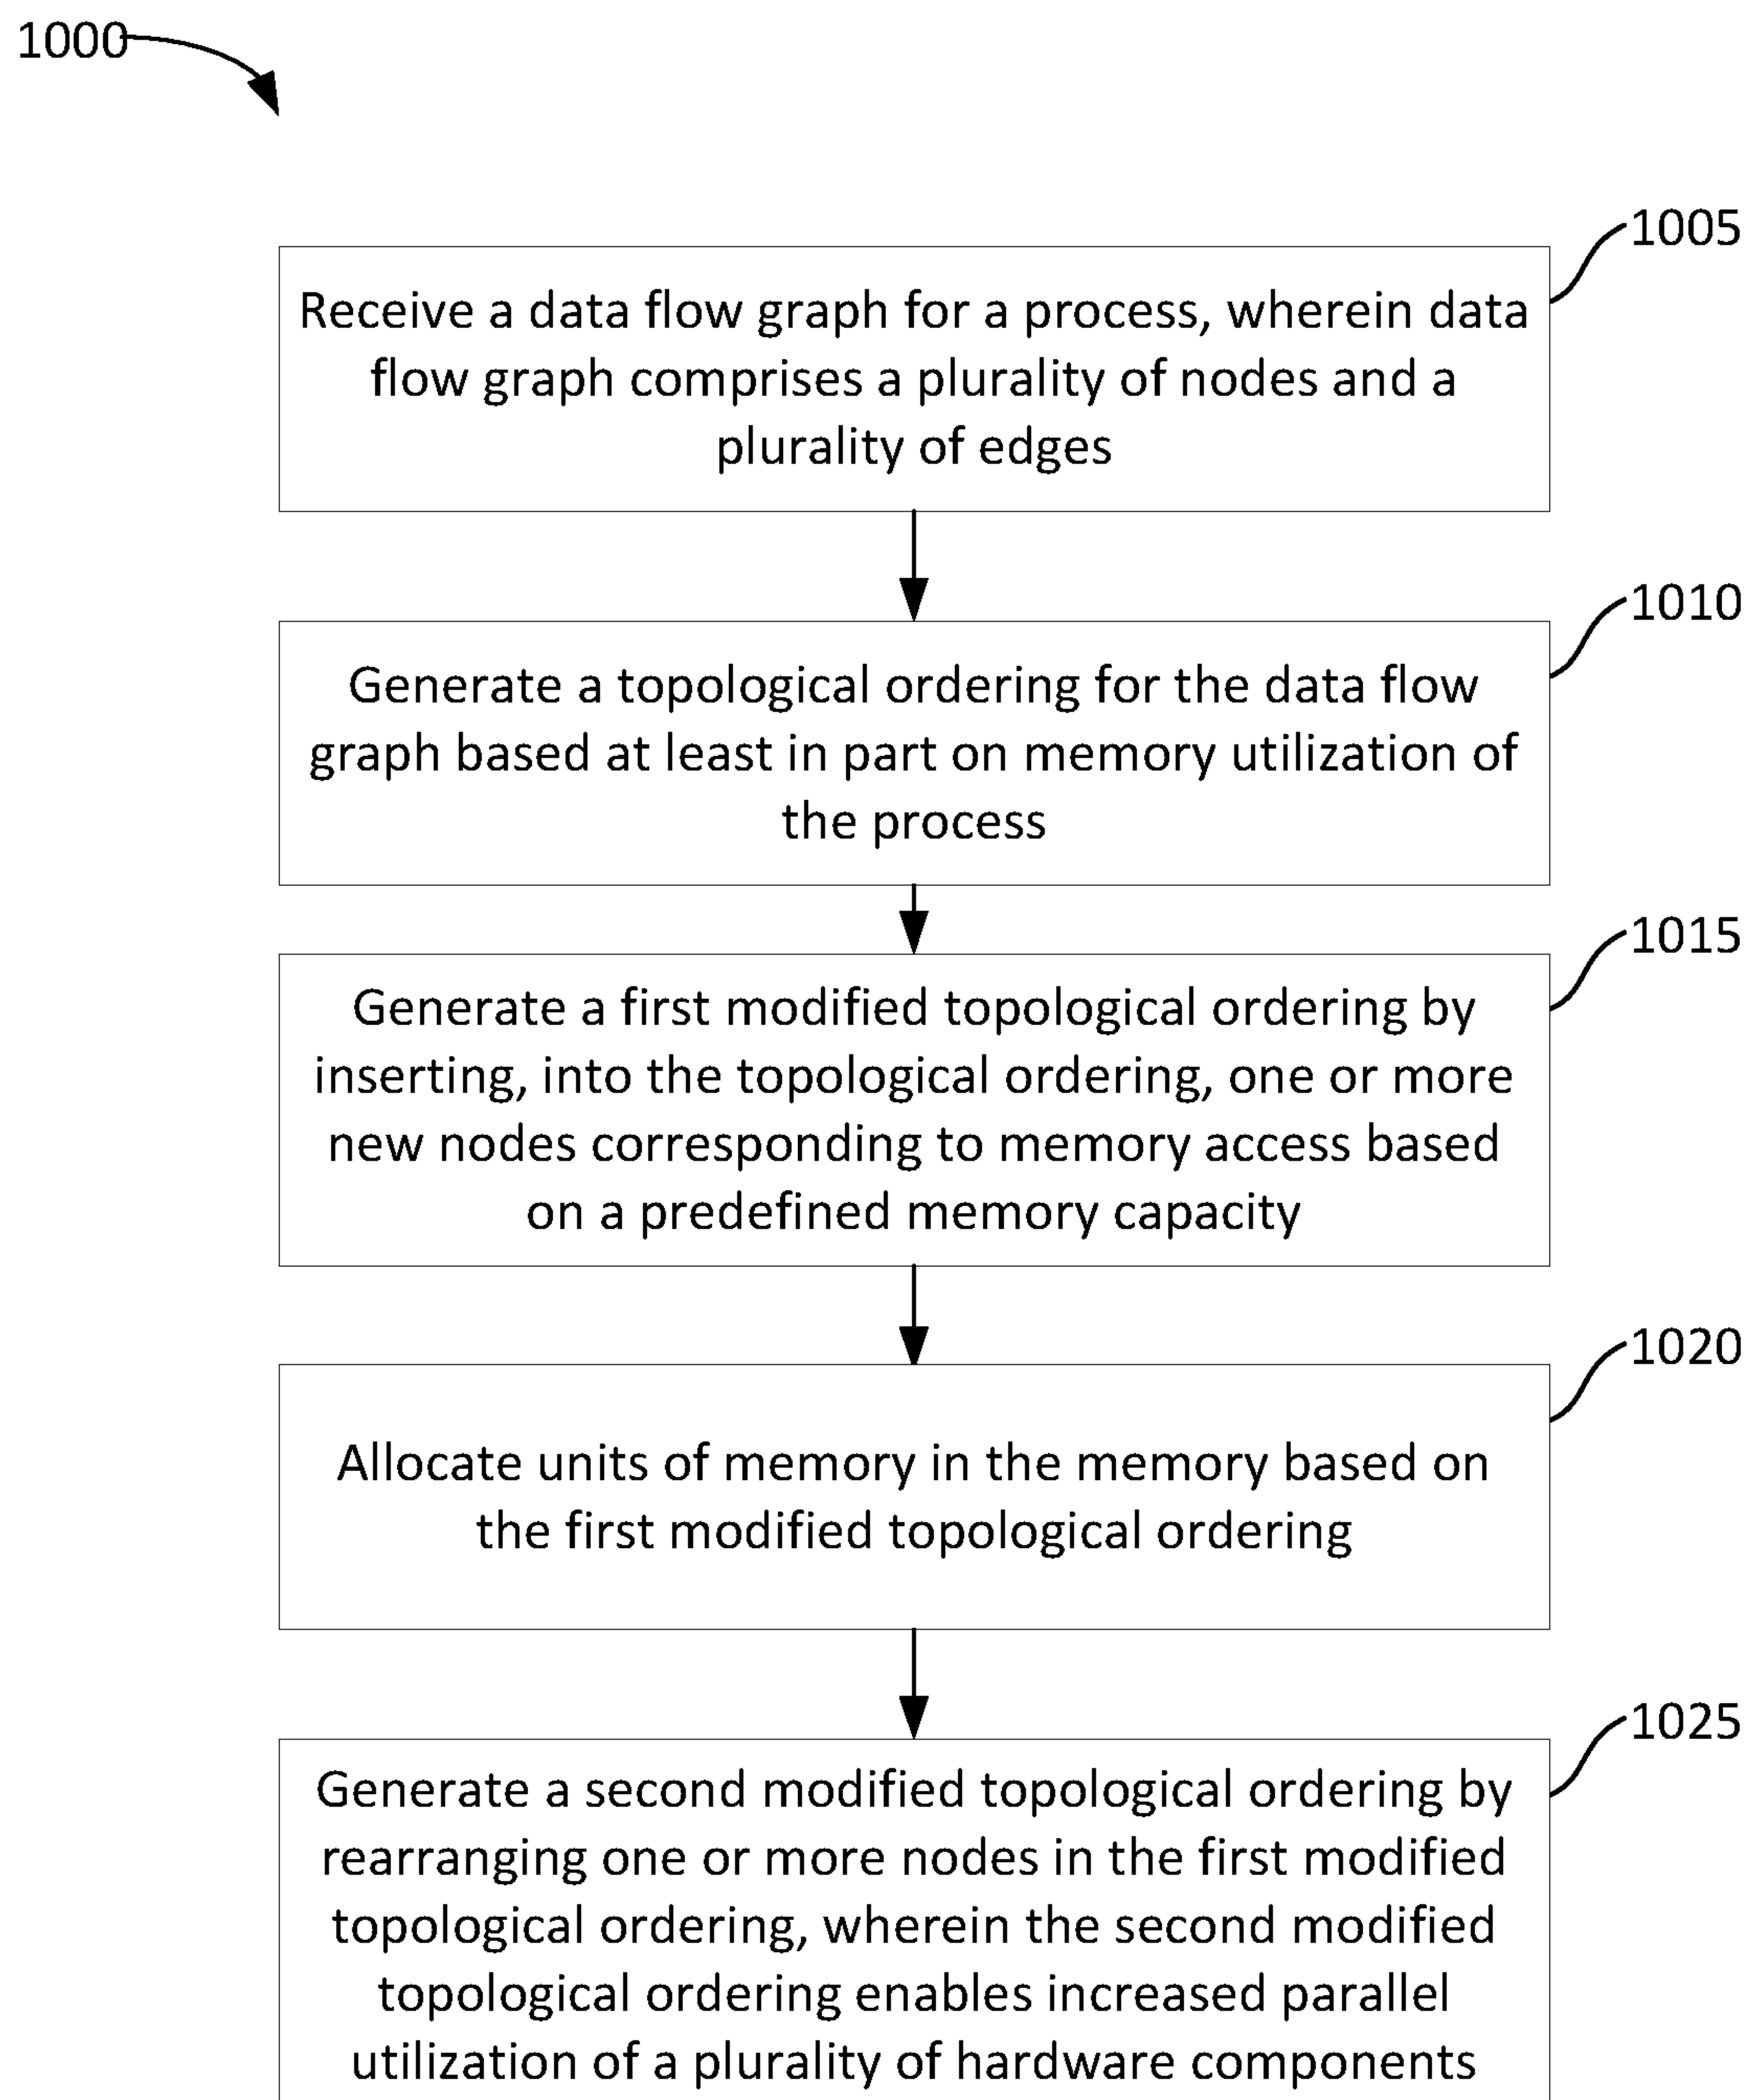 1000
1005
Receive a data flow graph for a process, wherein data
flow graph comprises a plurality of nodes and a
plurality of edges
1010
Generate a topological ordering for the data flow
graph based at least in part on memory utilization of
the process
1015
Generate a first modified topological ordering by
inserting, into the topological ordering, one or more
new nodes corresponding to memory access based
on a predefined memory capacity
1020
Allocate units of memory in the memory based on
the first modified topological ordering
1025
Generate a second modified topological ordering by
rearranging one or more nodes in the first modified
topological ordering, wherein the second modified
topological ordering enables increased parallel
utilization of a plurality of hardware components